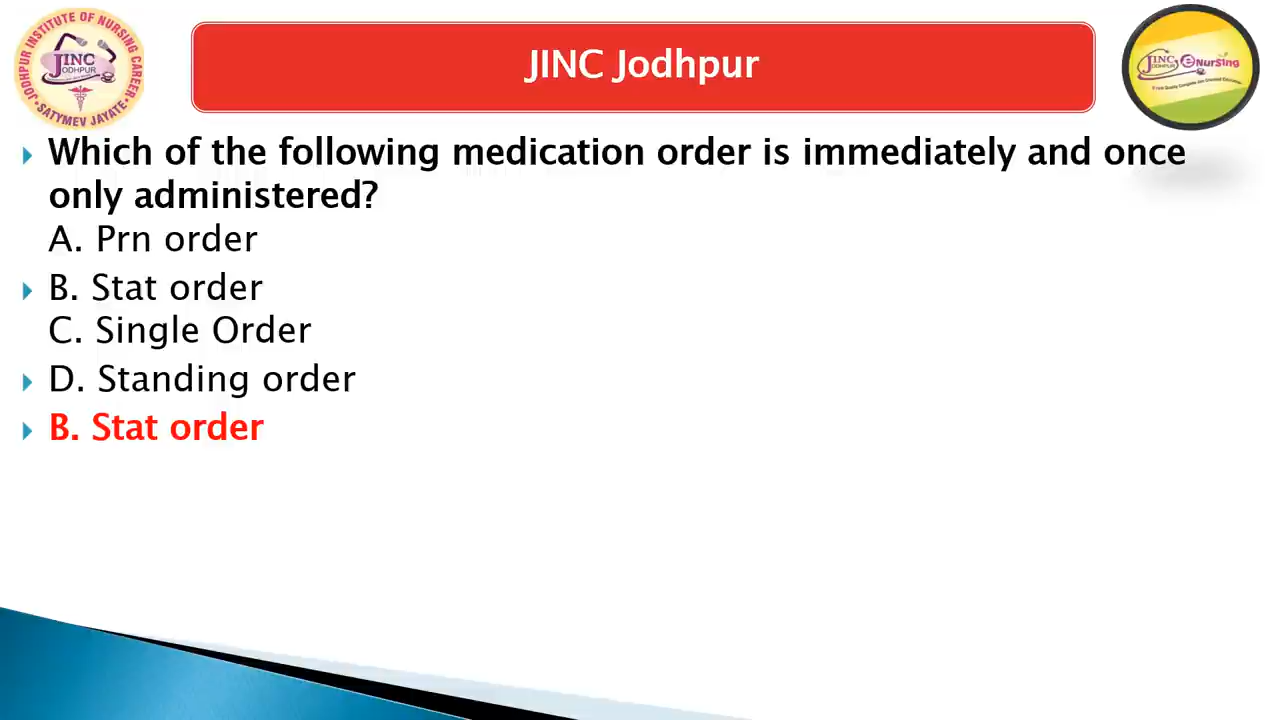 JODHPUR INSTITUTE OF NURSING CAREER
JINC
JODHPUR
SATYMEV JAYATE
JINC Jodhpur
JINC
JODHPUR
eNursing
Which of the following medication order is immediately and once
only administered?
A. Prn order
B. Stat order
C. Single Order
D. Standing order
B. Stat order